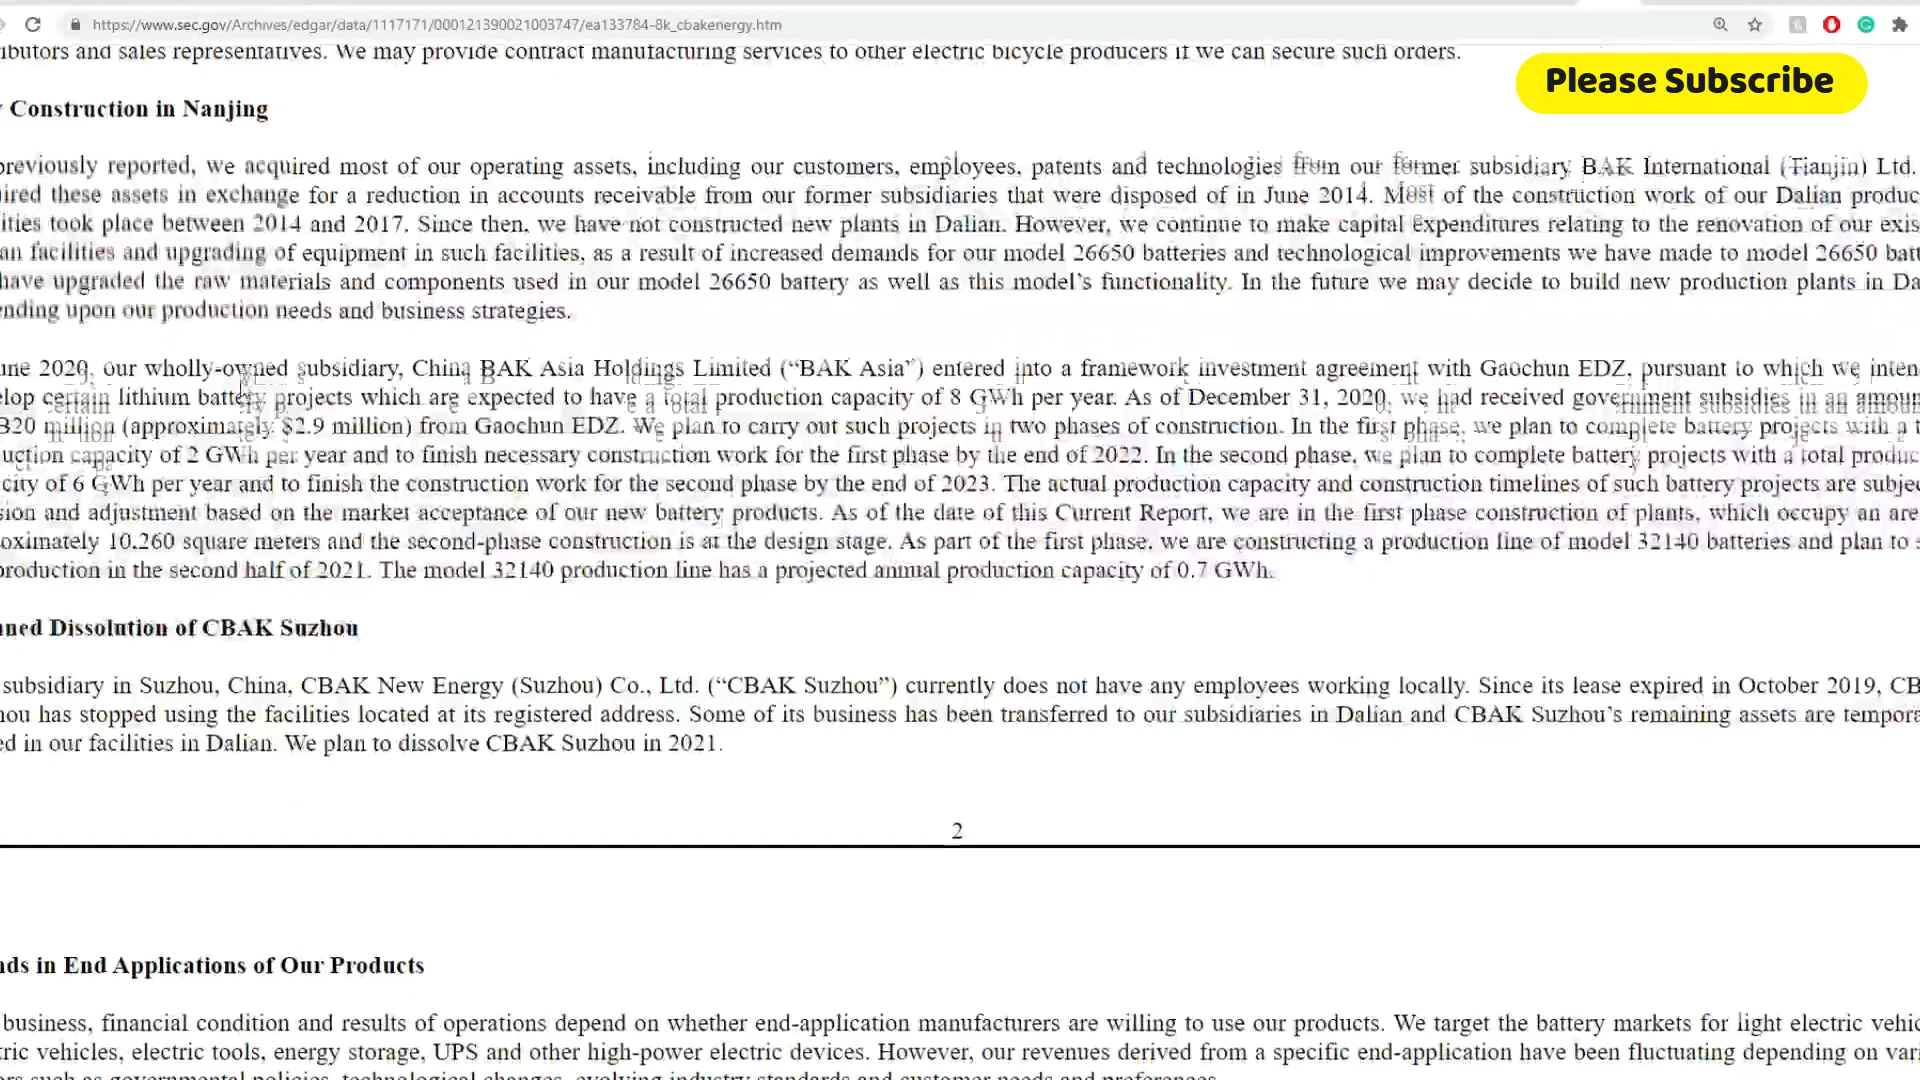 https://www.sec.gov/Archives/edgar/data/1117171/000121390021003747/ea133784-8k_cbakenergy.htm
ibutors and sales representatives. We may provide contract manufacturing services to other electric bicycle producers if we can secure such orders.
Please Subscribe
Construction in Nanjing
previously reported, we acquired most of our operating assets, including our customers, employees, patents and technologies from our former subsidiary BAK International (Tianjin) Ltd.
ired these assets in exchange for a reduction in accounts receivable from our former subsidiaries that were disposed of in June 2014. Most of the construction work of our Dalian produc
ities took place between 2014 and 2017. Since then, we have not constructed new plants in Dalian. However, we continue to make capital expenditures relating to the renovation of our exis
an facilities and upgrading of equipment in such facilities, as a result of increased demands for our model 26650 batteries and technological improvements we have made to model 26650 batt
have upgraded the raw materials and components used in our model 26650 battery as well as this model's functionality. In the future we may decide to build new production plants in Da
nding upon our production needs and business strategies.
une 2020, our wholly-owned subsidiary, China BAK Asia Holdings Limited (“BAK Asia”) entered into a framework investment agreement with Gaochun EDZ, pursuant to which we inten
lop certain lithium battery projects which are expected to have a total production capacity of 8 GWh per year. As of December 31, 2020, we had received government subsidies in an amoun
B20 million (approximately $2.9 million) from Gaochun EDZ. We plan to carry out such projects in two phases of construction. In the first phase, we plan to complete battery projects with a t
uction capacity of 2 GWh per year and to finish necessary construction work for the first phase by the end of 2022. In the second phase, we plan to complete battery projects with a total produc
city of 6 GWh per year and to finish the construction work for the second phase by the end of 2023. The actual production capacity and construction timelines of such battery projects are subjec
sion and adjustment based on the market acceptance of our new battery products. As of the date of this Current Report, we are in the first phase construction of plants, which occupy an are
oximately 10,260 square meters and the second-phase construction is at the design stage. As part of the first phase, we are constructing a production line of model 32140 batteries and plan to s
production in the second half of 2021. The model 32140 production line has a projected annual production capacity of 0.7 GWh.
nned Dissolution of CBAK Suzhou
subsidiary in Suzhou, China, CBAK New Energy (Suzhou) Co., Ltd. (“CBAK Suzhou”) currently does not have any employees working locally. Since its lease expired in October 2019, CB
hou has stopped using the facilities located at its registered address. Some of its business has been transferred to our subsidiaries in Dalian and CBAK Suzhou’s remaining assets are tempora
ed in our facilities in Dalian. We plan to dissolve CBAK Suzhou in 2021.
2
nds in End Applications of Our Products
business, financial condition and results of operations depend on whether end-application manufacturers are willing to use our products. We target the battery markets for light electric vehic
tric vehicles, electric tools, energy storage, UPS and other high-power electric devices. However, our revenues derived from a specific end-application have been fluctuating depending on vari
ors such as governmental policies, technological changes, evolving industry standards and customer needs and preferences.